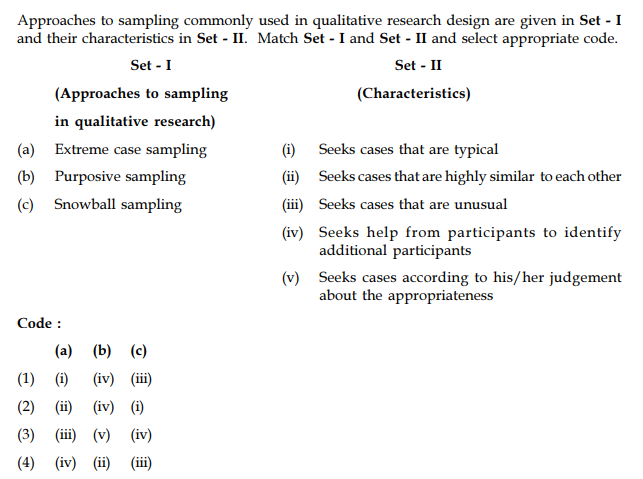 Approaches to sampling commonly used in qualitative research design are given in Set - I
and their characteristics in Set - II. Match Set - I and Set - II and select appropriate code.
Set - I Set - II
(Approaches to sampling (Characteristics)
in qualitative research)
(a) Extreme case sampling (i) Seeks cases that are typical
(b) Purposive sampling (ii) Seeks cases that are highly similar to each other
(c) Snowball sampling (iii) Seeks cases that are unusual
(iv) Seeks help from participants to identify
additional participants
(v) Seeks cases according to his/her judgement
about the appropriateness
Code :
(a) (b) (c)
(1) (i) (iv) (iii)
(2) (ii) (iv) (i)
(3) (iii) (v) (iv)
(4) (iv) (ii) (iii)